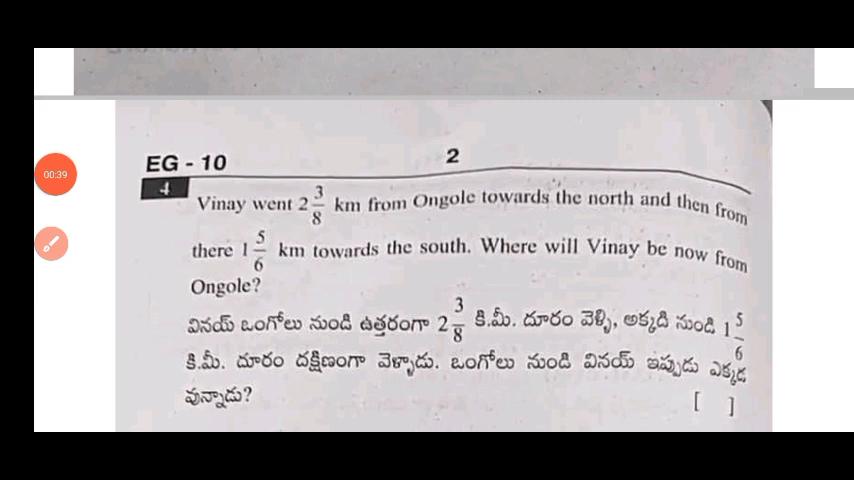 EG - 10
2
4
Vinay went 2 3/8 km from Ongole towards the north and then from
there 1 5/6 km towards the south. Where will Vinay be now from
Ongole?
వినయ్ ఒంగోలు నుండి ఉత్తరంగా 2 3/8 కి.మీ. దూరం వెళ్ళి, అక్కడి నుండి 1 5/6
కి.మీ. దూరం దక్షిణంగా వెళ్ళాడు. ఒంగోలు నుండి వినయ్ ఇప్పుడు ఎక్కడ
వున్నాడు?
[ ]
00:39